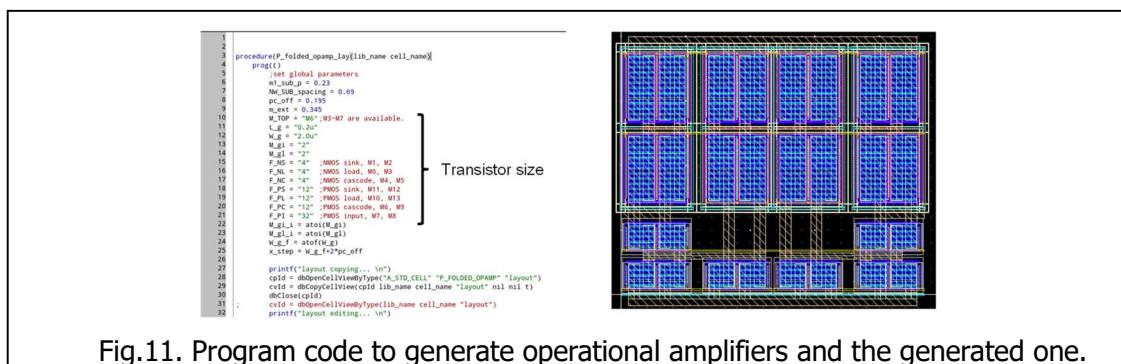 1
2
3 procedure(P_folded_opamp_lay(lib_name cell_name)
4 prog(()
5 ;set global parameters
6 m1_sub_p = 0.23
7 NW_SUB_spacing = 0.69
8 pc_off = 0.195
9 m_ext = 0.345
10 M_TOP = "M6";M3~M7 are available.
11 L_g = "0.2u"
12 W_g = "2.0u"
13 M_gi = "2"
14 M_gl = "2"
15 F_NS = "4" ;NMOS sink, M1, M2
16 F_NL = "4" ;NMOS load, M0, M3
17 F_NC = "4" ;NMOS cascode, M4, M5
18 F_PS = "12" ;PMOS sink, M11, M12
19 F_PL = "12" ;PMOS load, M10, M13
20 F_PC = "12" ;PMOS cascode, M6, M9
21 F_PI = "32" ;PMOS input, M7, M8
22 M_gi_i = atoi(M_gi)
23 M_gl_i = atoi(M_gl)
24 W_g_f = atof(W_g)
25 x_step = W_g_f+2*pc_off
26
27 printf("layout copying... \n")
28 cpId = dbOpenCellViewByType("A_STD_CELL" "P_FOLDED_OPAMP" "layout")
29 cvId = dbCopyCellView(cpId lib_name cell_name "layout" nil nil t)
30 dbClose(cpId)
31 ; cvId = dbOpenCellViewByType(lib_name cell_name "layout")
32 printf("layout editing... \n")
Transistor size
Fig.11. Program code to generate operational amplifiers and the generated one.